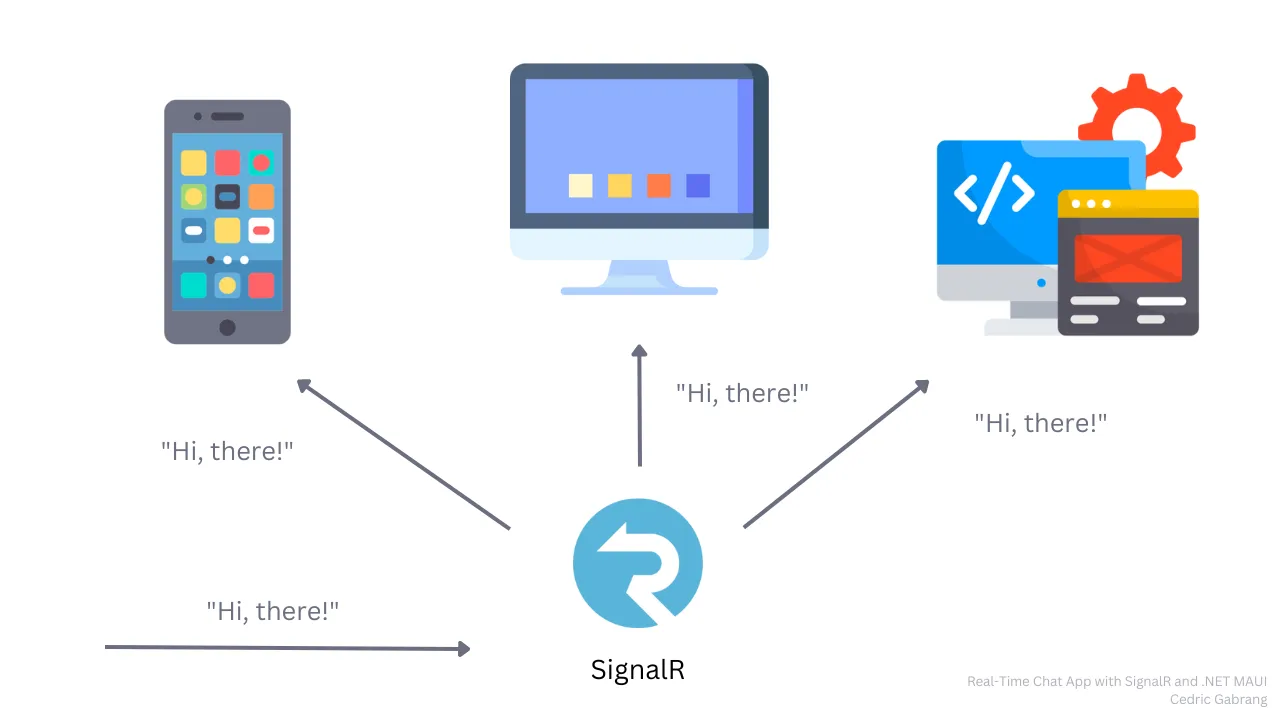 "Hi, there!"
"Hi, there!"
"Hi, there!"
"Hi, there!"
SignalR
Real-Time Chat App with SignalR and .NET MAUI
Cedric Gabrang